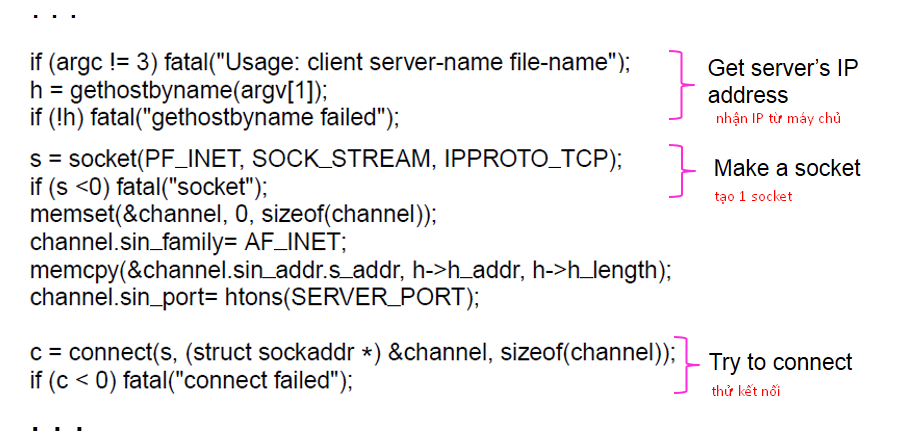 . . .
if (argc != 3) fatal("Usage: client server-name file-name");
h = gethostbyname(argv[1]);
if (!h) fatal("gethostbyname failed");
Get server's IP
address
nhận IP từ máy chủ
s = socket(PF_INET, SOCK_STREAM, IPPROTO_TCP);
if (s <0) fatal("socket");
Make a socket
tạo 1 socket
memset(&channel, 0, sizeof(channel));
channel.sin_family= AF_INET;
memcpy(&channel.sin_addr.s_addr, h->h_addr, h->h_length);
channel.sin_port= htons(SERVER_PORT);
c = connect(s, (struct sockaddr *) &channel, sizeof(channel));
if (c < 0) fatal("connect failed");
Try to connect
thử kết nối
. . .